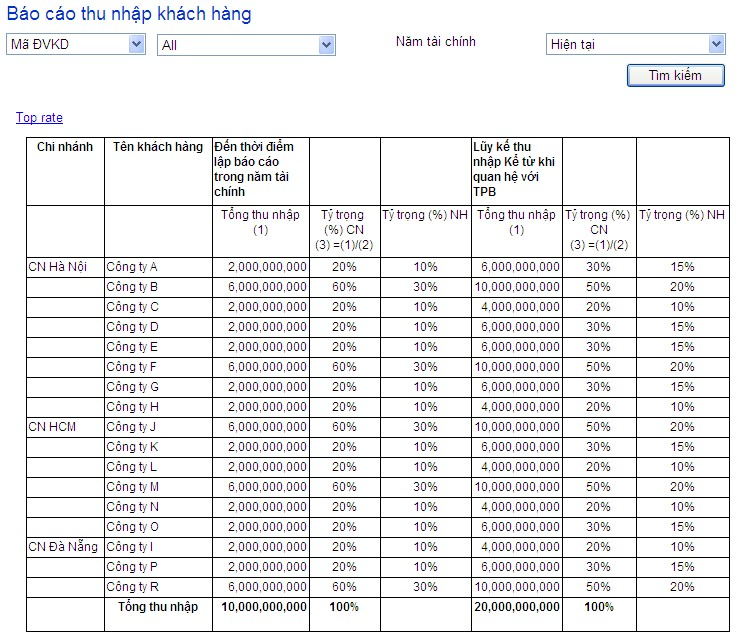 Báo cáo thu nhập khách hàng
Mã ĐVKD All Năm tài chính Hiện tại
Tìm kiếm
Top rate
Chi nhánh Tên khách hàng Đến thời điểm lập báo cáo trong năm tài chính Lũy kế thu nhập Kể từ khi quan hệ với TPB
Tổng thu nhập (1) Tỷ trọng (%) CN (3) =(1)/(2) Tỷ trọng (%) NH Tổng thu nhập (1) Tỷ trọng (%) CN (3) =(1)/(2) Tỷ trọng (%) NH
CN Hà Nội Công ty A 2,000,000,000 20% 10% 6,000,000,000 30% 15%
Công ty B 6,000,000,000 60% 30% 10,000,000,000 50% 20%
Công ty C 2,000,000,000 20% 10% 4,000,000,000 20% 10%
Công ty D 2,000,000,000 20% 10% 6,000,000,000 30% 15%
Công ty E 2,000,000,000 20% 10% 6,000,000,000 30% 15%
Công ty F 6,000,000,000 60% 30% 10,000,000,000 50% 20%
Công ty G 2,000,000,000 20% 10% 6,000,000,000 30% 15%
Công ty H 2,000,000,000 20% 10% 4,000,000,000 20% 10%
CN HCM Công ty J 6,000,000,000 60% 30% 10,000,000,000 50% 20%
Công ty K 2,000,000,000 20% 10% 6,000,000,000 30% 15%
Công ty L 2,000,000,000 20% 10% 4,000,000,000 20% 10%
Công ty M 6,000,000,000 60% 30% 10,000,000,000 50% 20%
Công ty N 2,000,000,000 20% 10% 4,000,000,000 20% 10%
Công ty O 2,000,000,000 20% 10% 6,000,000,000 30% 15%
CN Đà Nẵng Công ty I 2,000,000,000 20% 10% 4,000,000,000 20% 10%
Công ty P 2,000,000,000 20% 10% 6,000,000,000 30% 15%
Công ty R 6,000,000,000 60% 30% 10,000,000,000 50% 20%
Tổng thu nhập 10,000,000,000 100% 20,000,000,000 100%